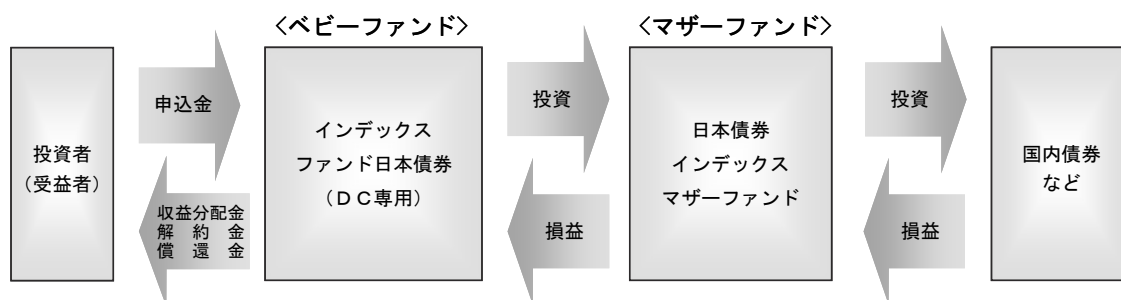 〈ベビーファンド〉
〈マザーファンド〉
投資者
（受益者）
申込金
収益分配金
解約金
償還金
インデックス
ファンド日本債券
（ＤＣ専用）
投資
損益
日本債券
インデックス
マザーファンド
投資
損益
国内債券
など